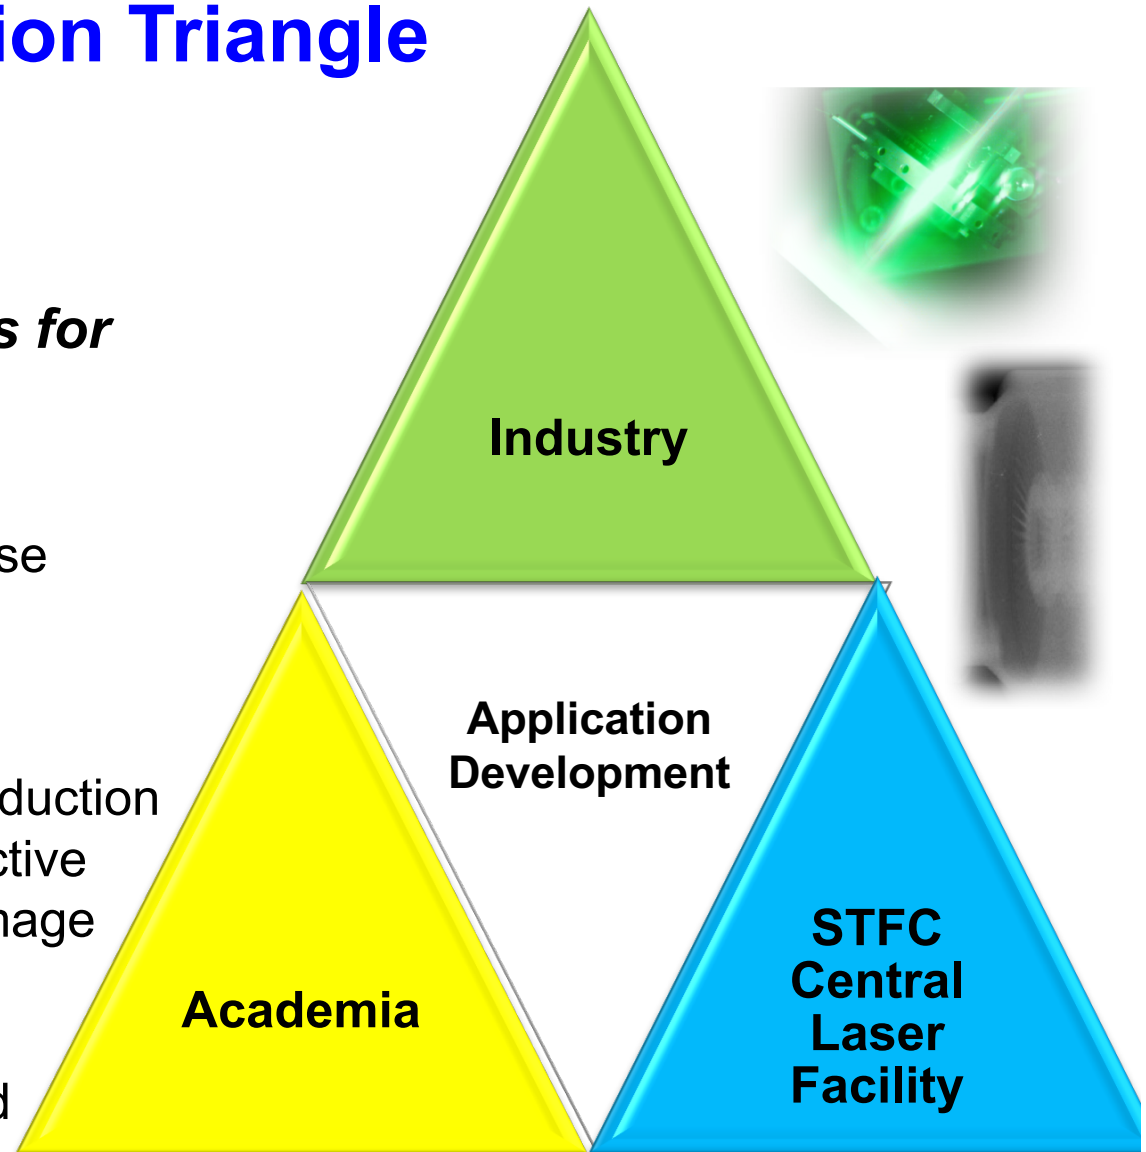 ion Triangle
s for
Industry
se
Application
Development
duction
ctive
nage
Academia
STFC
Central
Laser
Facility
d